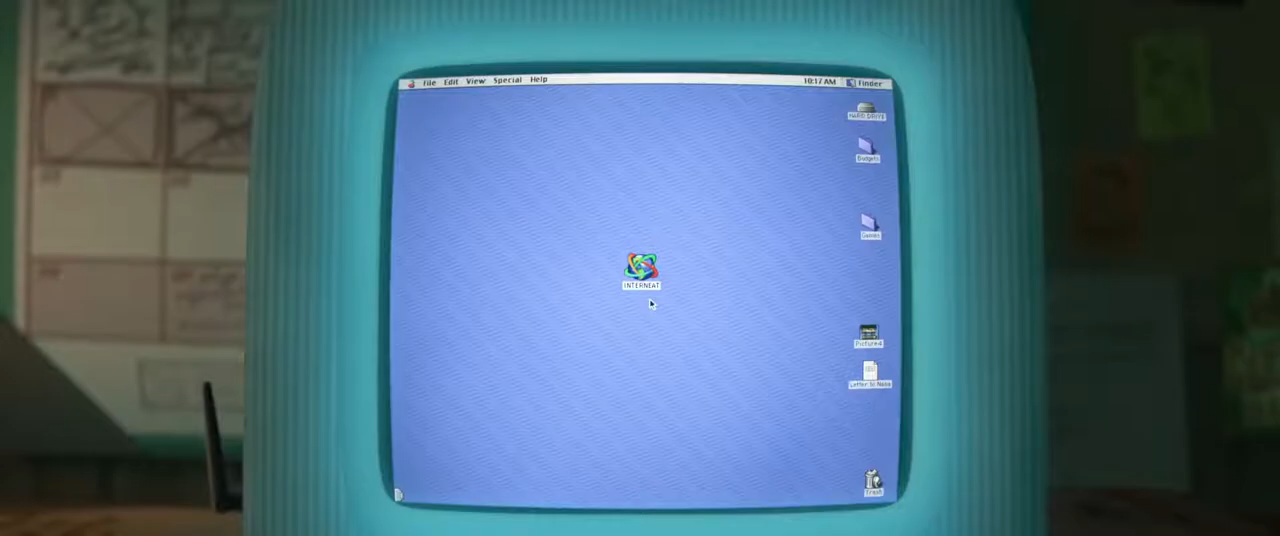 File Edit View Special Help 10:17 AM Finder
HARD DRIVE
Budgets
Games
INTERNEAT
Picture4
Letter to Nana
Trash